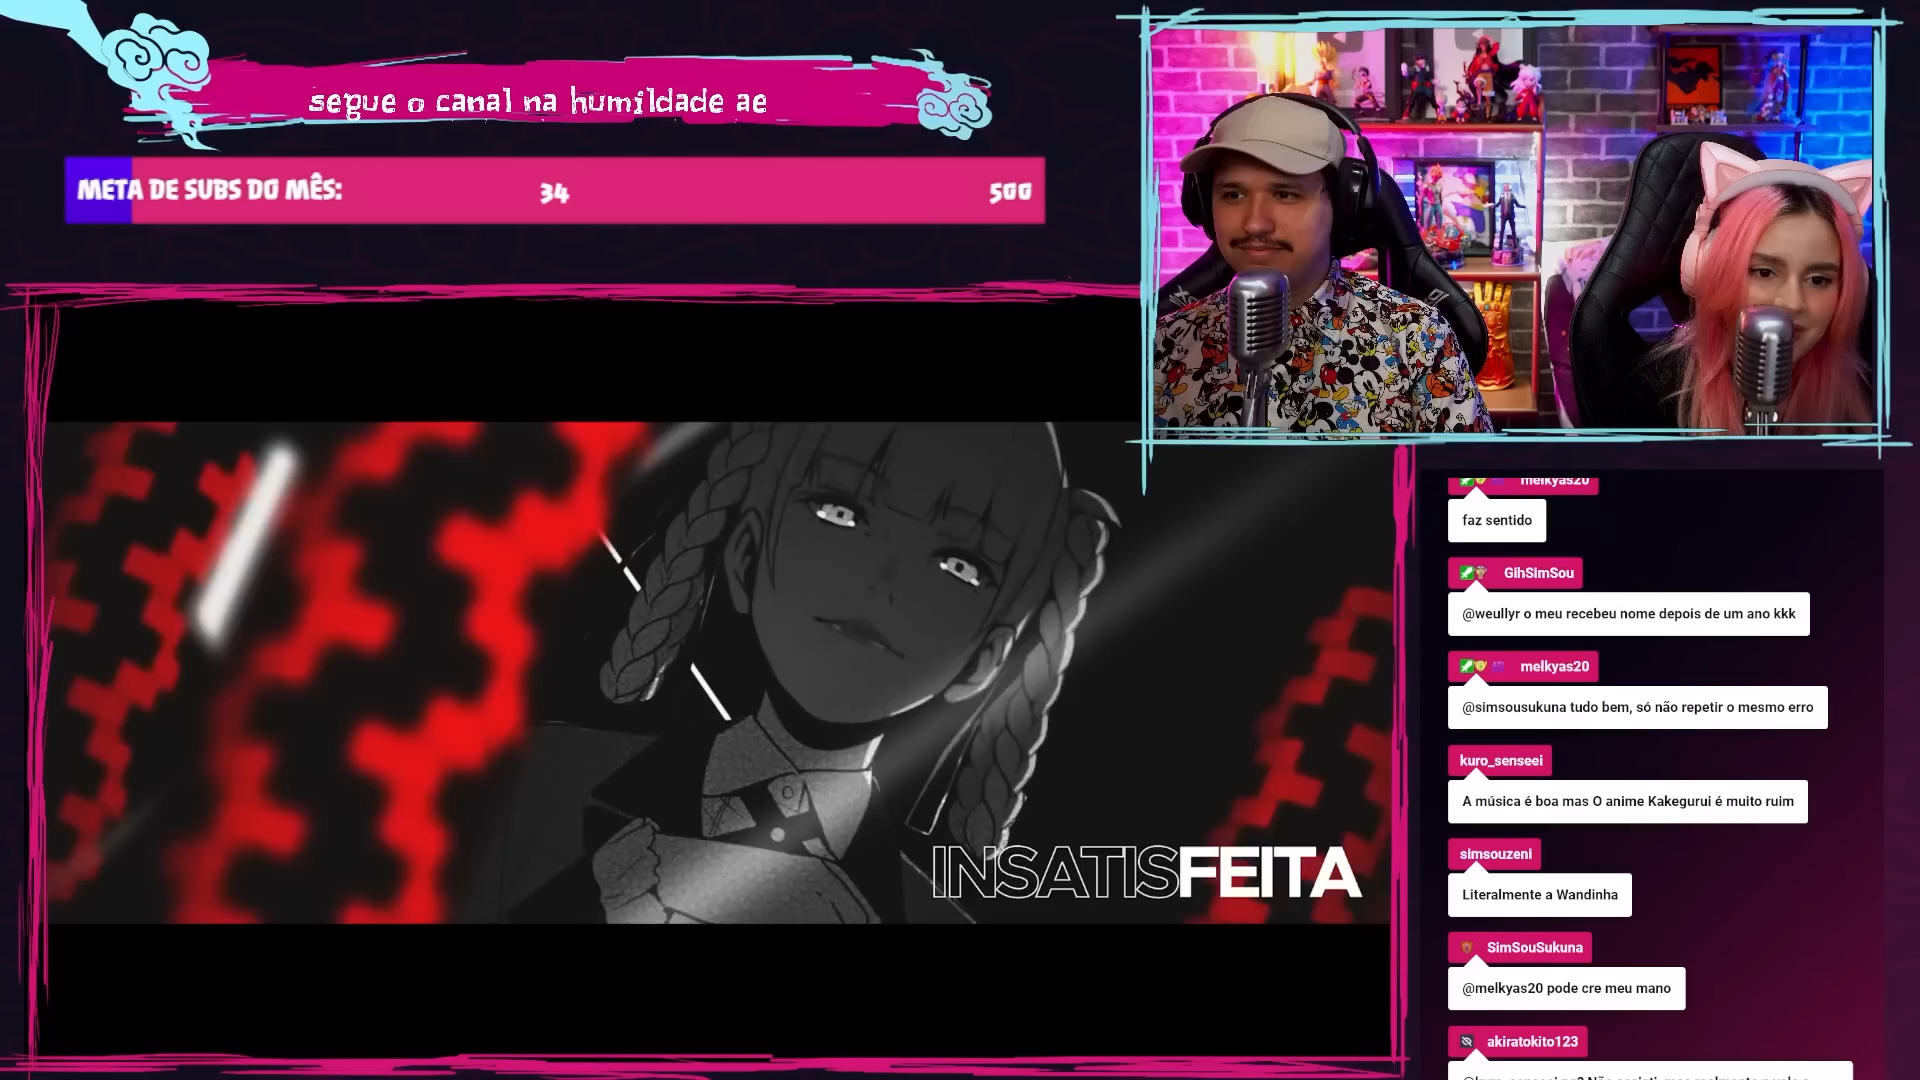 segue o canal na humildade ae
META DE SUBS DO MÊS: 34 500
INSATISFEITA
melkyas20
faz sentido
GihSimSou
@weullyr o meu recebeu nome depois de um ano kkk
melkyas20
@simsousukuna tudo bem, só não repetir o mesmo erro
kuro_senseei
A música é boa mas O anime Kakegurui é muito ruim
simsouzeni
Literalmente a Wandinha
SimSouSukuna
@melkyas20 pode cre meu mano
akiratokito123